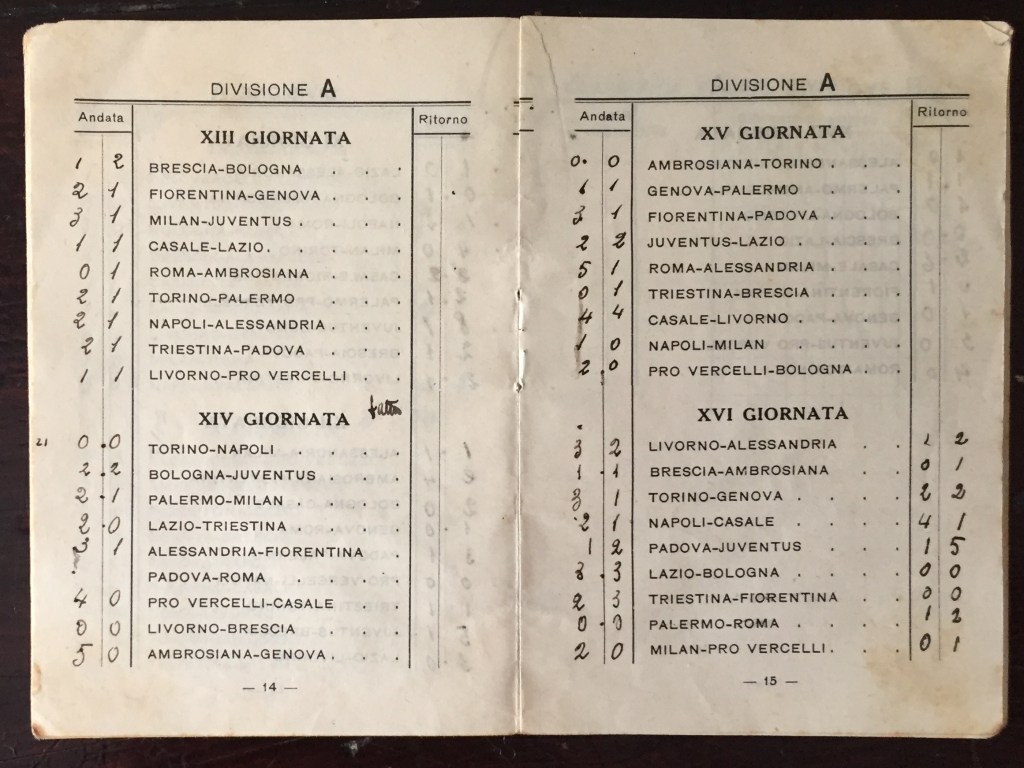 DIVISIONE A
Andata
Ritorno
XIII GIORNATA
1 2 BRESCIA-BOLOGNA . .
2 1 FIORENTINA-GENOVA . .
3 1 MILAN-JUVENTUS . . .
1 1 CASALE-LAZIO. . . .
0 1 ROMA-AMBROSIANA . . .
2 1 TORINO-PALERMO
2 1 NAPOLI-ALESSANDRIA . .
2 1 TRIESTINA-PADOVA . . .
1 1 LIVORNO-PRO VERCELLI . .
XIV GIORNATA
21 0 0 TORINO-NAPOLI . . .
2 2 BOLOGNA-JUVENTUS . . .
2 1 PALERMO-MILAN . . .
2 0 LAZIO-TRIESTINA . . .
3 1 ALESSANDRIA-FIORENTINA .
PADOVA-ROMA . . .
4 0 PRO VERCELLI-CASALE . .
0 0 LIVORNO-BRESCIA . . .
5 0 AMBROSIANA-GENOVA . . .
— 14 —
DIVISIONE A
Andata
Ritorno
XV GIORNATA
0 0 AMBROSIANA-TORINO . . .
1 1 GENOVA-PALERMO . .
3 1 FIORENTINA-PADOVA . . .
2 2 JUVENTUS-LAZIO . . .
5 1 ROMA-ALESSANDRIA . . .
0 1 TRIESTINA-BRESCIA . . .
4 4 CASALE-LIVORNO . . .
1 0 NAPOLI-MILAN . . .
2 0 PRO VERCELLI-BOLOGNA . .
XVI GIORNATA
3 2 LIVORNO-ALESSANDRIA . . 1 2
1 1 BRESCIA-AMBROSIANA . . 0 1
3 1 TORINO-GENOVA . . . . 2 2
2 1 NAPOLI-CASALE . . . . 4 1
1 2 PADOVA-JUVENTUS . . . 1 5
3 3 LAZIO-BOLOGNA . . . . 0 0
2 3 TRIESTINA-FIORENTINA . . 0 0
0 0 PALERMO-ROMA . . . . 1 2
2 0 MILAN-PRO VERCELLI. . . 0 1
— 15 —